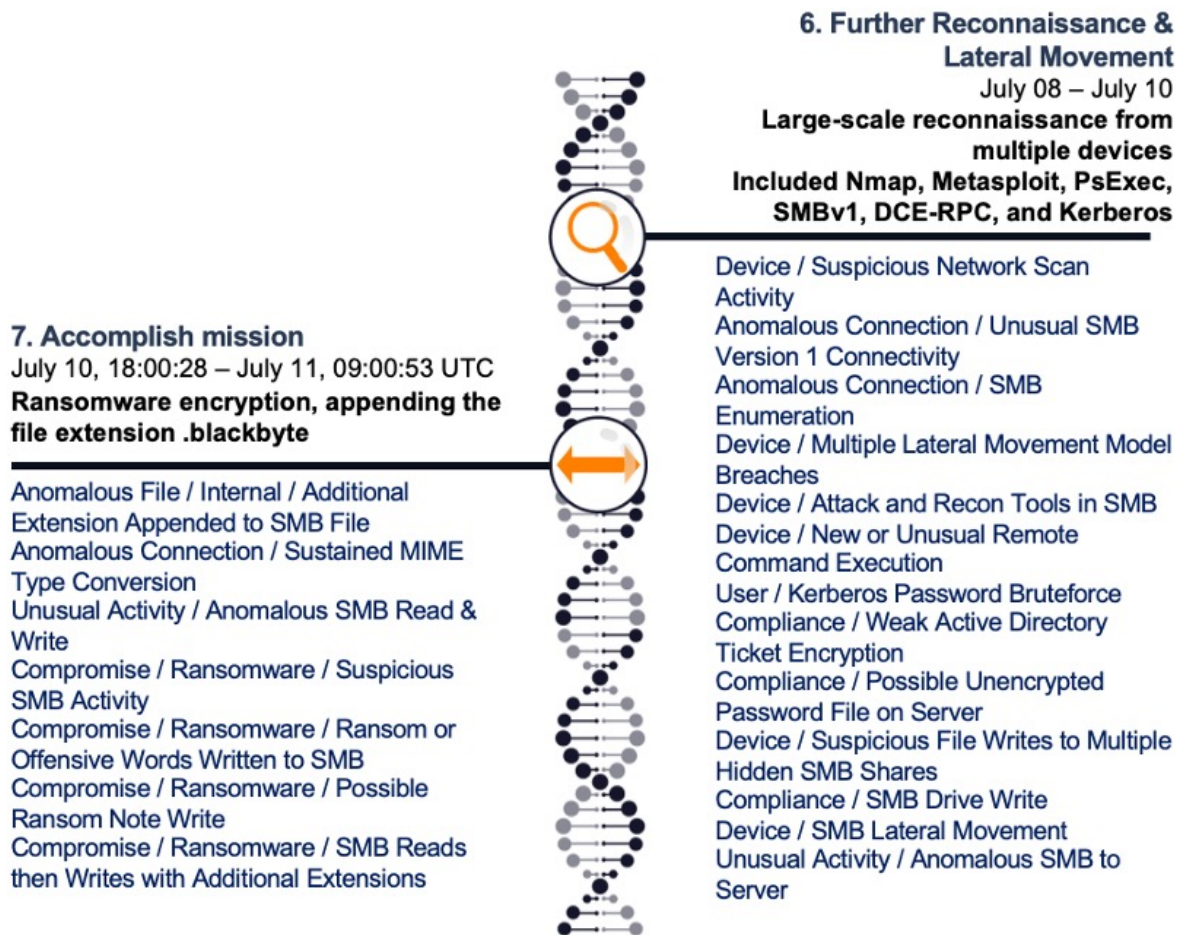 6. Further Reconnaissance &
Lateral Movement
July 08 – July 10
Large-scale reconnaissance from
multiple devices
Included Nmap, Metasploit, PsExec,
SMBv1, DCE-RPC, and Kerberos
Device / Suspicious Network Scan
Activity
Anomalous Connection / Unusual SMB
Version 1 Connectivity
Anomalous Connection / SMB
Enumeration
Device / Multiple Lateral Movement Model
Breaches
Device / Attack and Recon Tools in SMB
Device / New or Unusual Remote
Command Execution
User / Kerberos Password Bruteforce
Compliance / Weak Active Directory
Ticket Encryption
Compliance / Possible Unencrypted
Password File on Server
Device / Suspicious File Writes to Multiple
Hidden SMB Shares
Compliance / SMB Drive Write
Device / SMB Lateral Movement
Unusual Activity / Anomalous SMB to
Server
7. Accomplish mission
July 10, 18:00:28 – July 11, 09:00:53 UTC
Ransomware encryption, appending the
file extension .blackbyte
Anomalous File / Internal / Additional
Extension Appended to SMB File
Anomalous Connection / Sustained MIME
Type Conversion
Unusual Activity / Anomalous SMB Read &
Write
Compromise / Ransomware / Suspicious
SMB Activity
Compromise / Ransomware / Ransom or
Offensive Words Written to SMB
Compromise / Ransomware / Possible
Ransom Note Write
Compromise / Ransomware / SMB Reads
then Writes with Additional Extensions